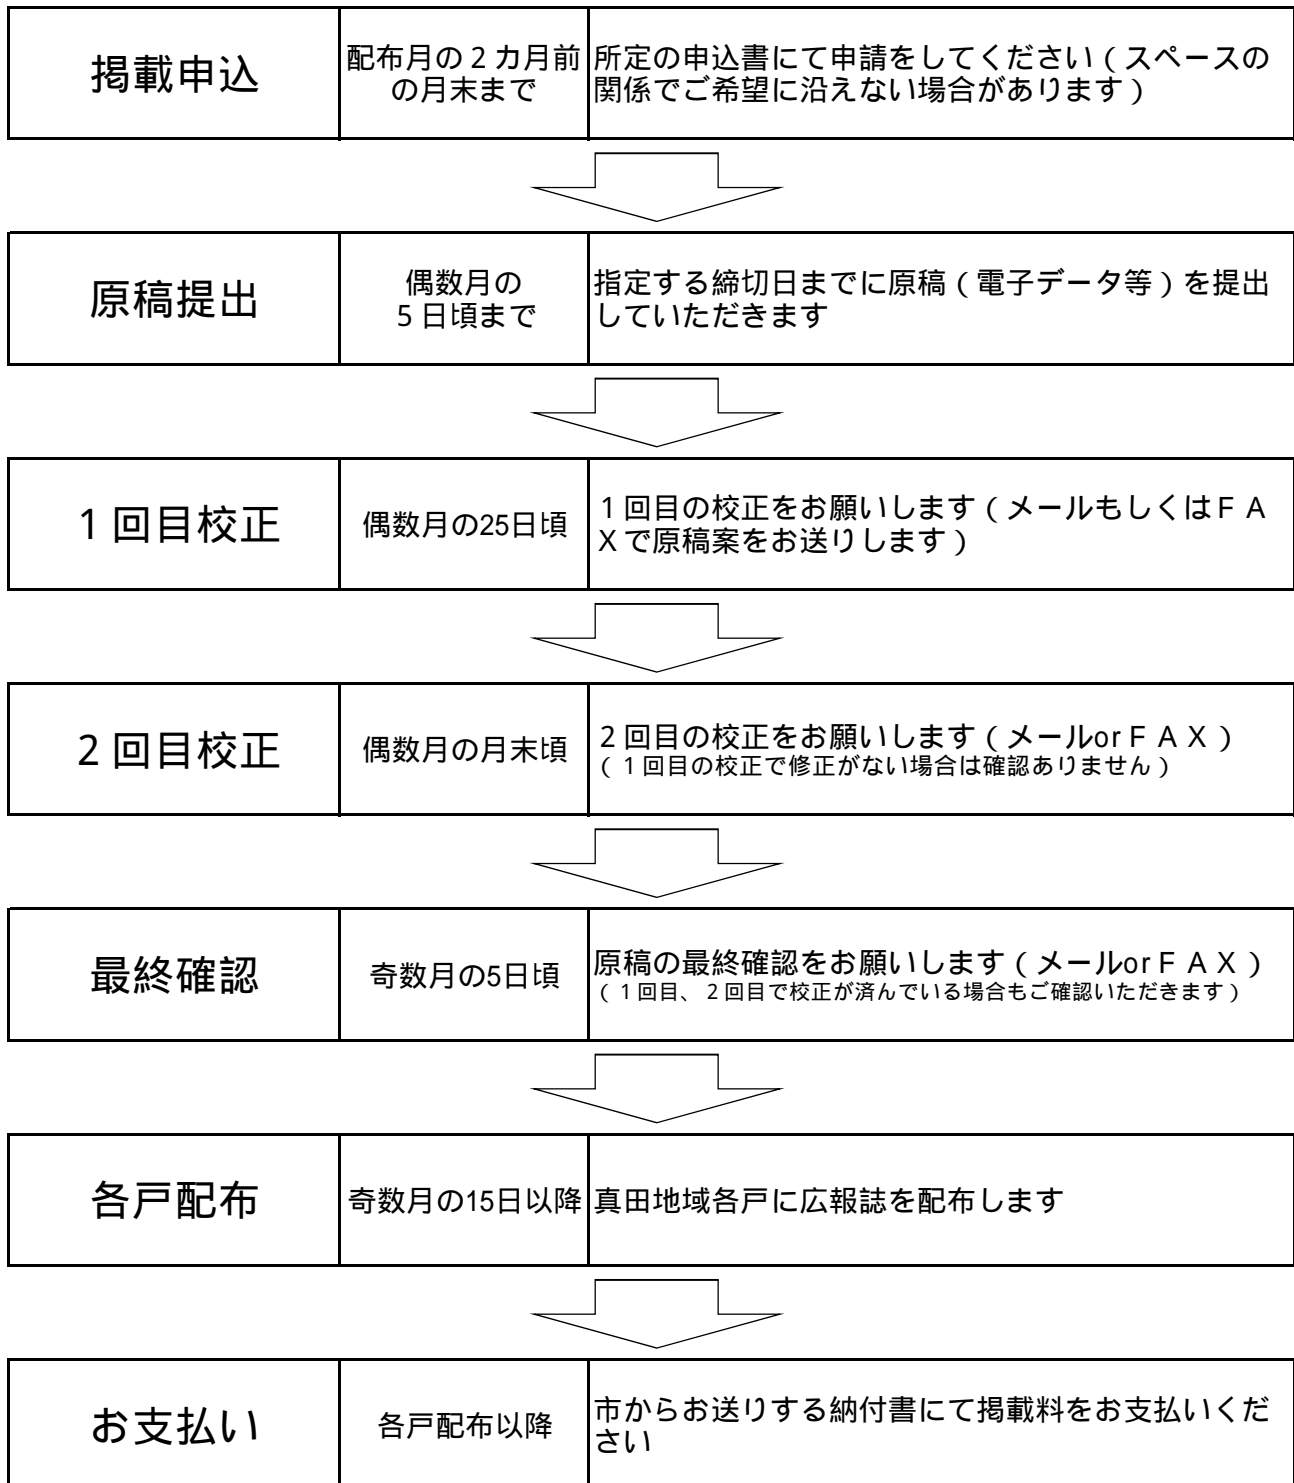 掲載申込
配布月の２カ月前
の月末まで
所定の申込書にて申請をしてください（スペースの
関係でご希望に沿えない場合があります）
原稿提出
偶数月の
５日頃まで
指定する締切日までに原稿（電子データ等）を提出
していただきます
１回目校正
偶数月の25日頃
１回目の校正をお願いします（メールもしくはＦＡ
Ｘで原稿案をお送りします）
２回目校正
偶数月の月末頃
２回目の校正をお願いします（メールorＦＡＸ）
（１回目の校正で修正がない場合は確認ありません）
最終確認
奇数月の5日頃
原稿の最終確認をお願いします（メールorＦＡＸ）
（１回目、２回目で校正が済んでいる場合もご確認いただきます）
各戸配布
奇数月の15日以降
真田地域各戸に広報誌を配布します
お支払い
各戸配布以降
市からお送りする納付書にて掲載料をお支払いくだ
さい